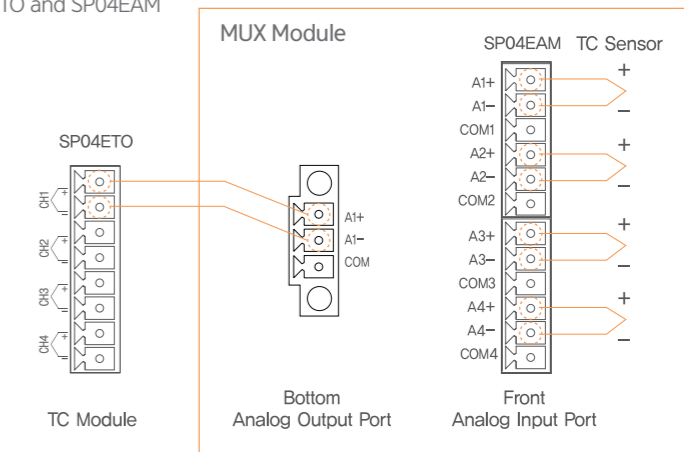 TO and SP04EAM
MUX Module
SP04EAM TC Sensor
A1+
A1−
COM1
A2+
A2−
COM2
A3+
A3−
COM3
A4+
A4−
COM4
+
−
+
−
+
−
+
−
SP04ETO
CH1 + −
CH2 + −
CH3 + −
CH4 + −
TC Module
A1+
A1−
COM
Bottom
Analog Output Port
Front
Analog Input Port